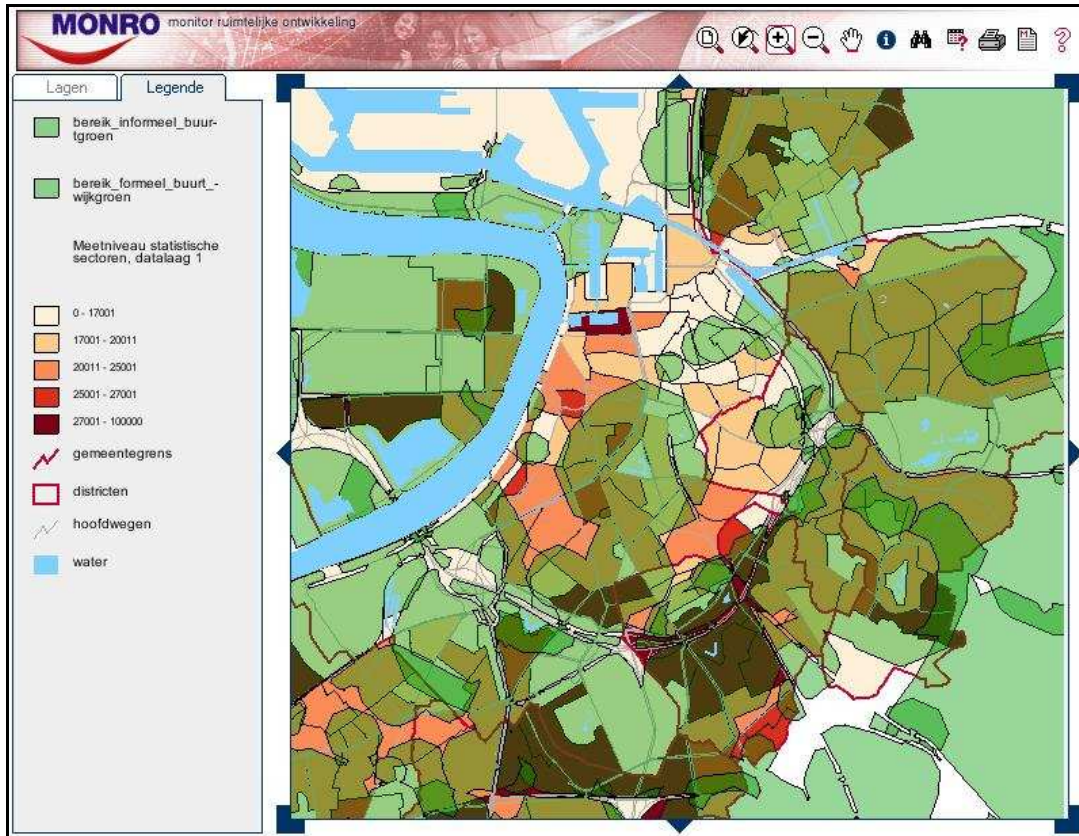 MONRO monitor ruimtelijke ontwikkeling
Lagen
Legende
bereik_informeel_buur-
tgroen
bereik_formeel_buurt_-
wijkgroen
Meetniveau statistische
sectoren, datalaag 1
0 - 17001
17001 - 20011
20011 - 25001
25001 - 27001
27001 - 100000
gemeentegrens
districten
hoofdwegen
water